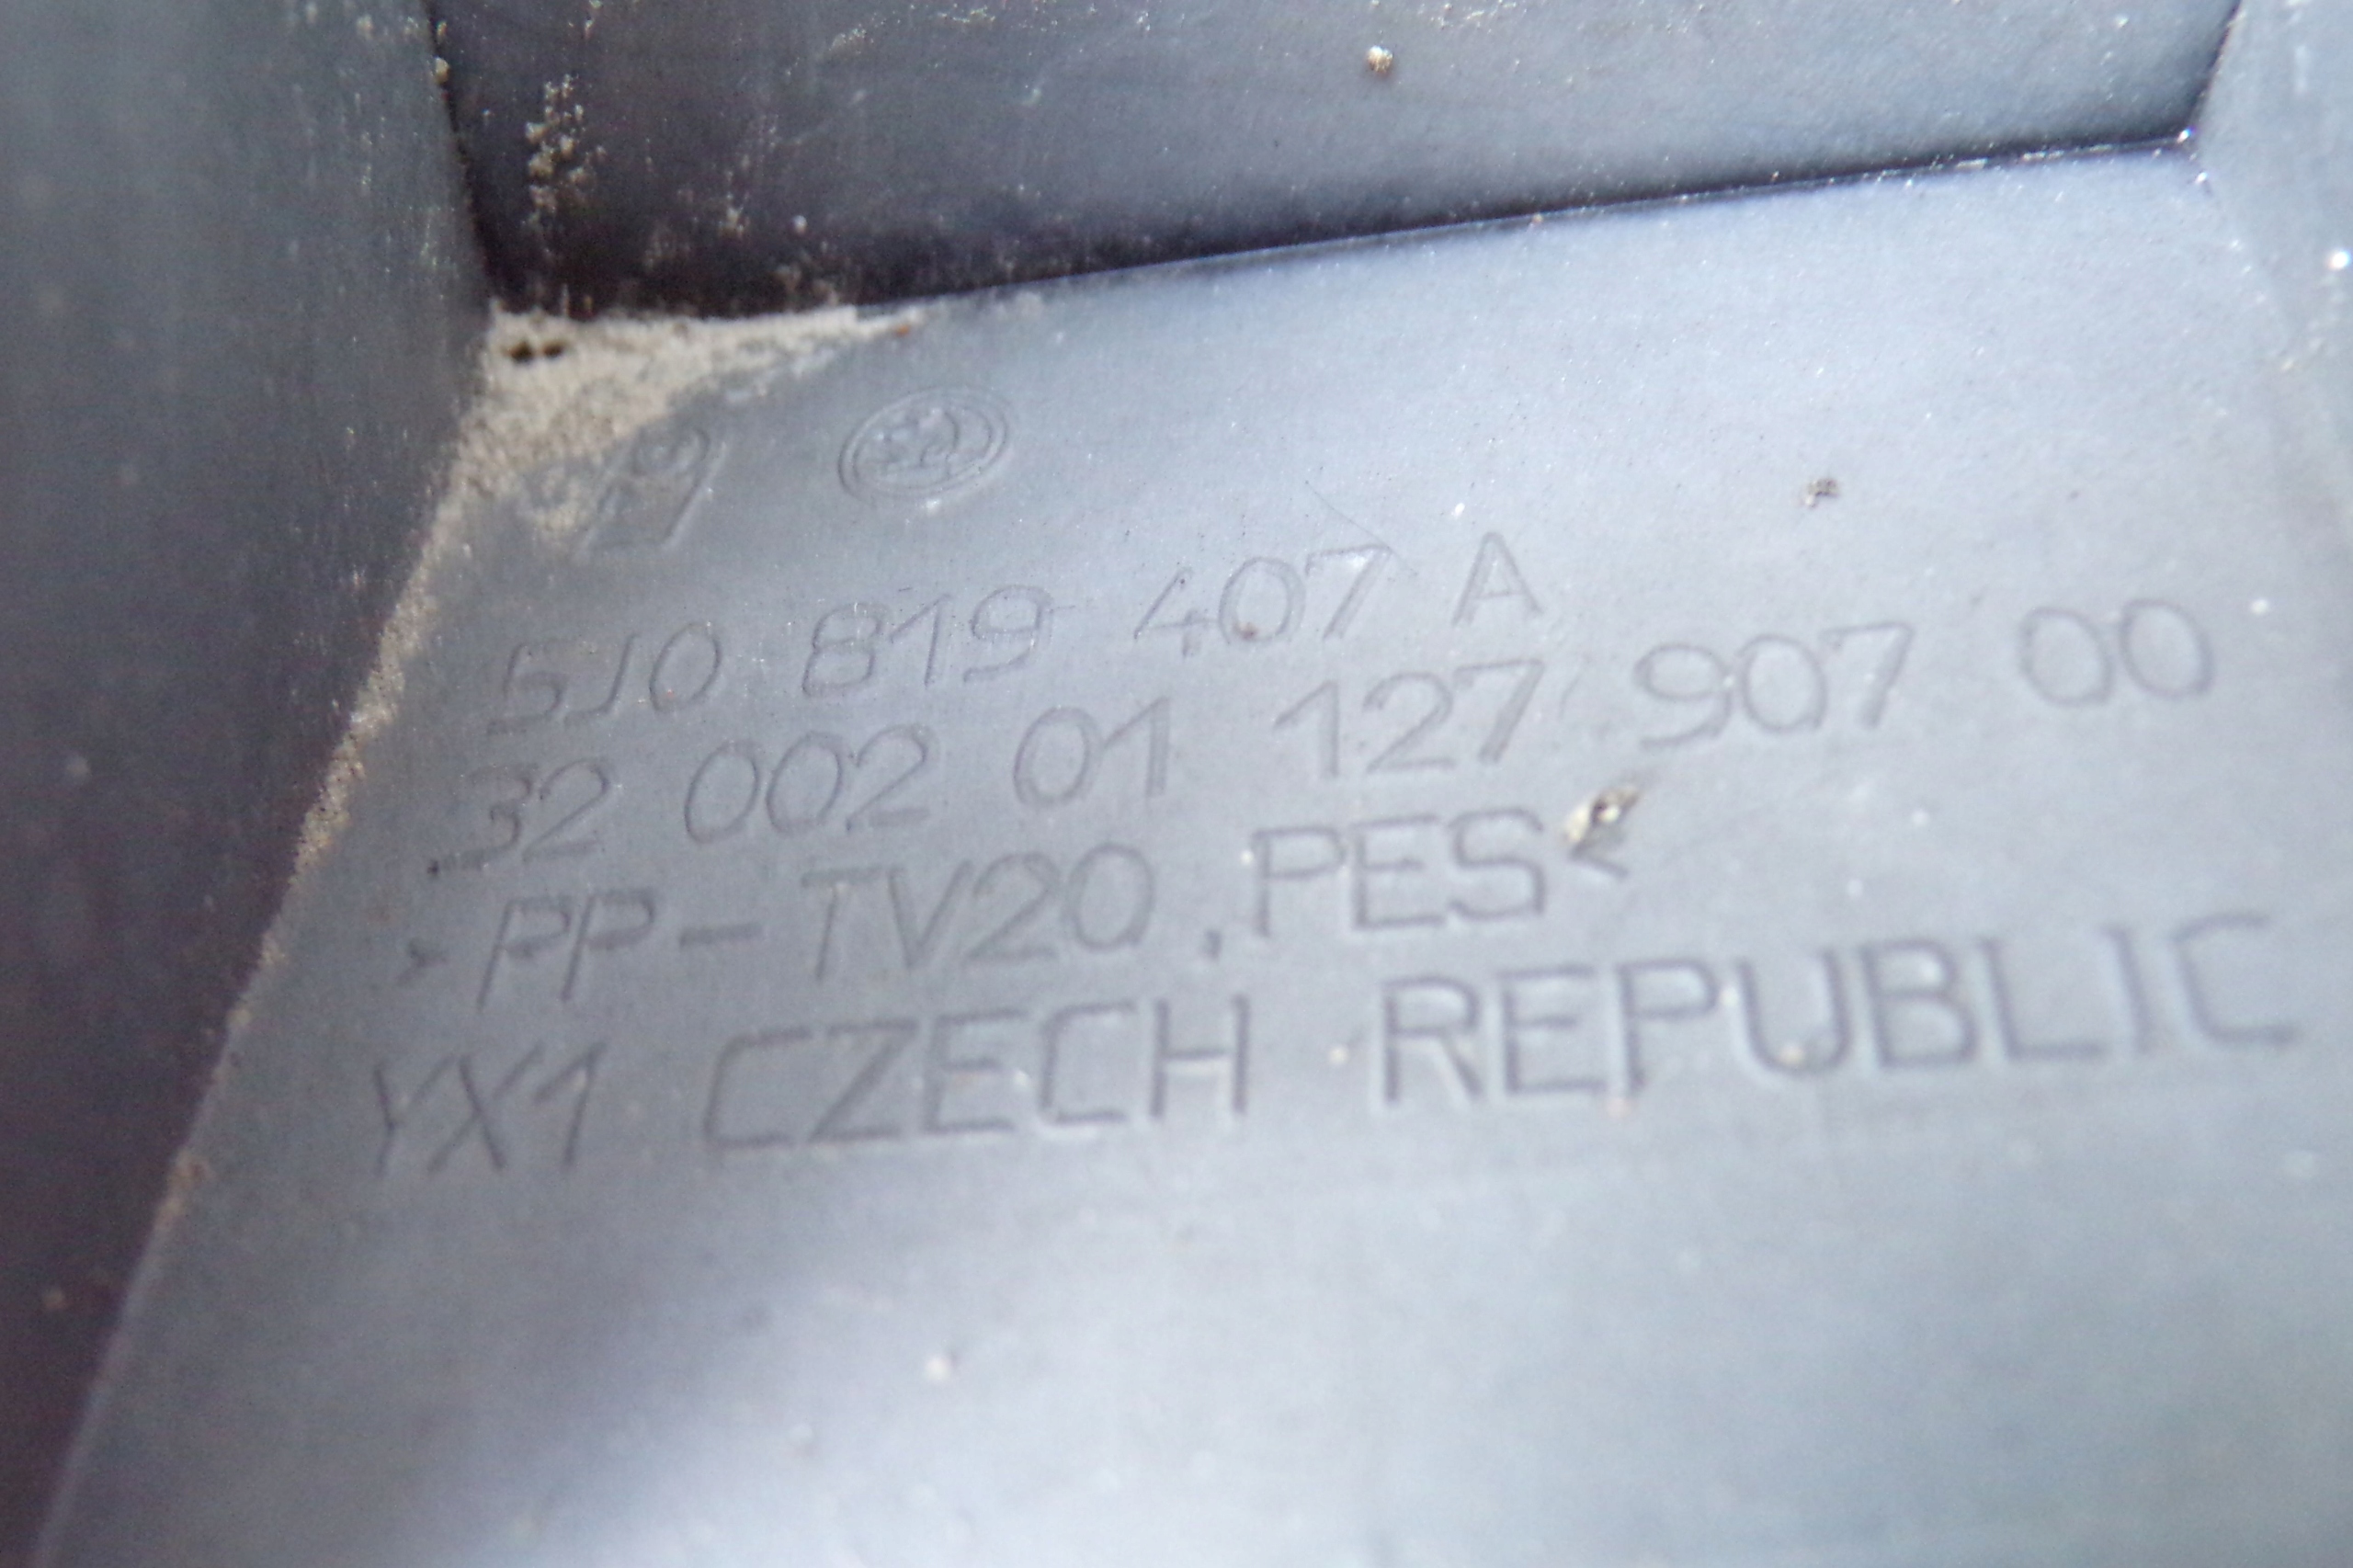 5J0 819 407 A
32 002 01 127 907 00
>PP-TV20.PES<
YX1 CZECH REPUBLIC